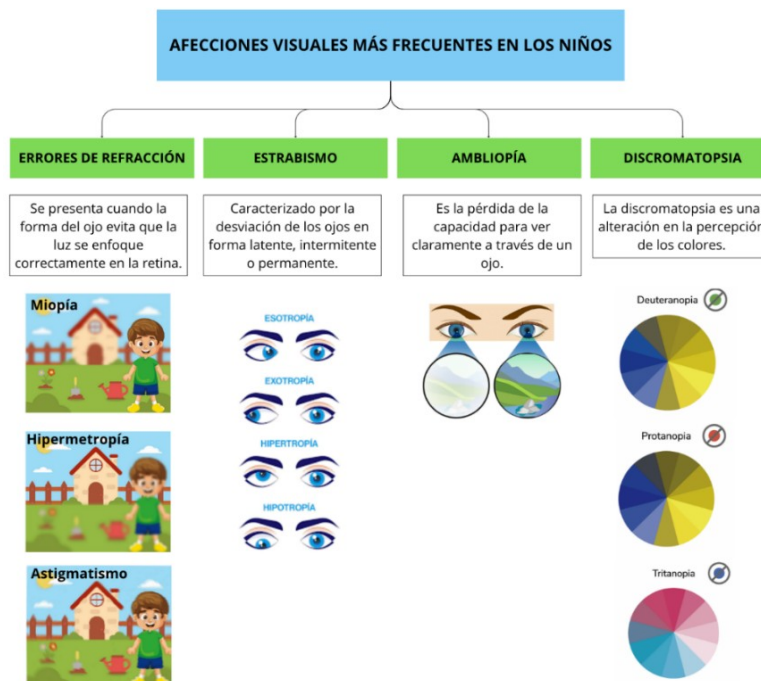 AFECCIONES VISUALES MÁS FRECUENTES EN LOS NIÑOS
ERRORES DE REFRACCIÓN
Se presenta cuando la
forma del ojo evita que la
luz se enfoque
correctamente en la retina.
Miopía
Hipermetropía
Astigmatismo
ESTRABISMO
Caracterizado por la
desviación de los ojos en
forma latente, intermitente
o permanente.
ESOTROPÍA
EXOTROPÍA
HIPERTROPÍA
HIPOTROPÍA
AMBLIOPÍA
Es la pérdida de la
capacidad para ver
claramente a través de un
ojo.
DISCROMATOPSIA
La discromatopsia es una
alteración en la percepción
de los colores.
Deuteranopia
Protanopia
Tritanopia